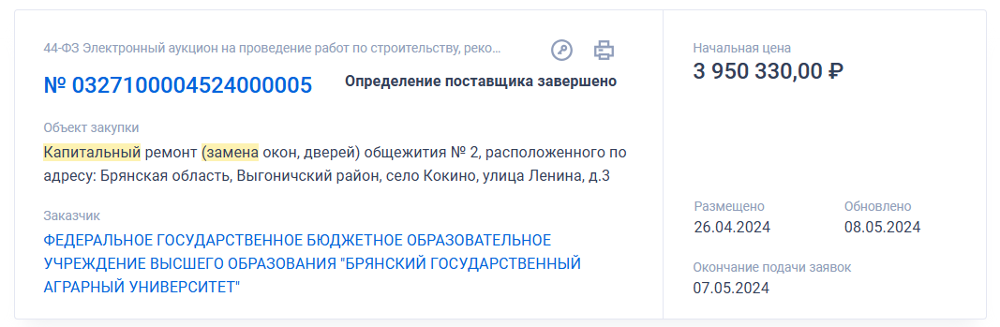 44-ФЗ Электронный аукцион на проведение работ по строительству, реко...
№ 0327100004524000005
Определение поставщика завершено
Объект закупки
Капитальный ремонт (замена окон, дверей) общежития № 2, расположенного по
адресу: Брянская область, Выгоничский район, село Кокино, улица Ленина, д.3
Заказчик
ФЕДЕРАЛЬНОЕ ГОСУДАРСТВЕННОЕ БЮДЖЕТНОЕ ОБРАЗОВАТЕЛЬНОЕ
УЧРЕЖДЕНИЕ ВЫСШЕГО ОБРАЗОВАНИЯ "БРЯНСКИЙ ГОСУДАРСТВЕННЫЙ
АГРАРНЫЙ УНИВЕРСИТЕТ"
Начальная цена
3 950 330,00 ₽
Размещено
26.04.2024
Обновлено
08.05.2024
Окончание подачи заявок
07.05.2024